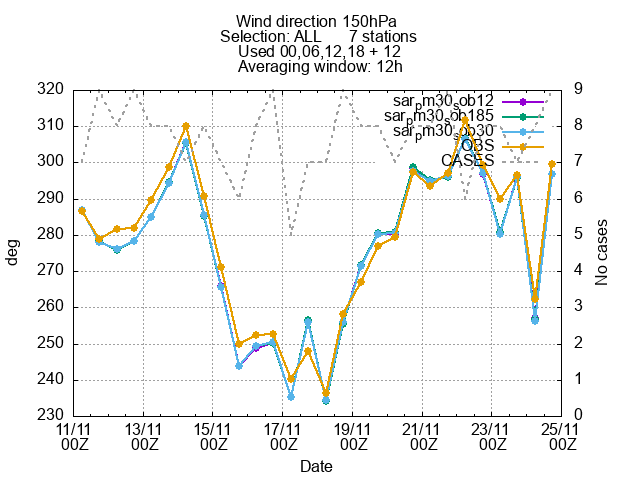 Wind direction 150hPa
Selection: ALL 7 stations
Used 00,06,12,18 + 12
Averaging window: 12h
sar_pm30_sob12
sar_pm30_sob185
sar_pm30_sob30
OBS
CASES
320
310
300
290
280
270
260
250
240
230
deg
9
8
7
6
5
4
3
2
1
0
No cases
11/11 13/11 15/11 17/11 19/11 21/11 23/11 25/11
00Z 00Z 00Z 00Z 00Z 00Z 00Z 00Z
Date